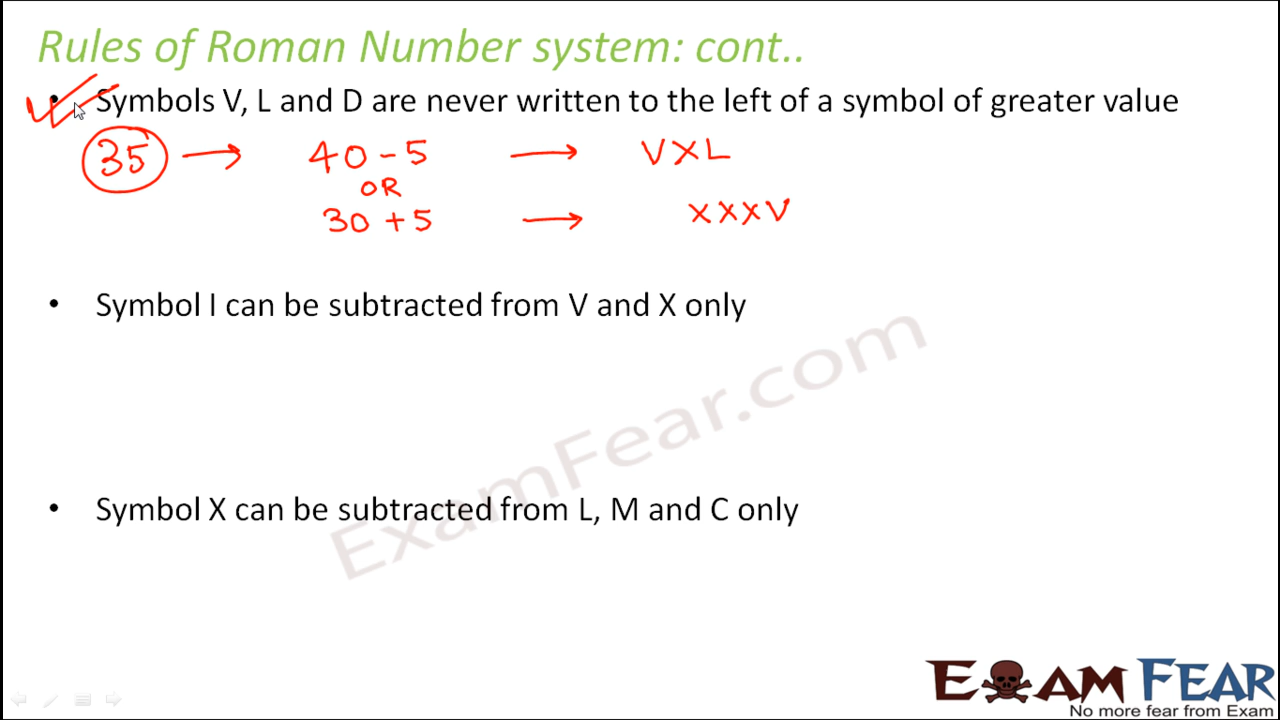 Rules of Roman Number system: cont..
• Symbols V, L and D are never written to the left of a symbol of greater value
35 → 40 - 5 → VXL
OR
30 + 5 → XXXV
• Symbol I can be subtracted from V and X only
• Symbol X can be subtracted from L, M and C only
ExamFear.com
EXAM FEAR
No more fear from Exam